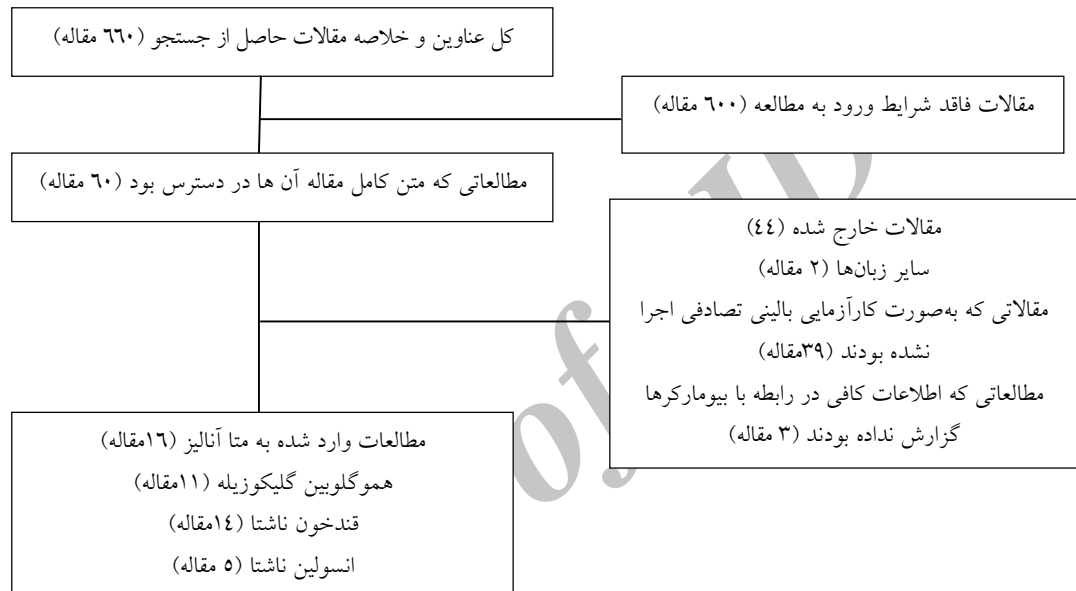 کل عناوین و خلاصه مقالات حاصل از جستجو (٦٦٠ مقاله)
مقالات فاقد شرایط ورود به مطالعه (٦٠٠ مقاله)
مطالعاتی که متن کامل مقاله آن ها در دسترس بود (٦٠ مقاله)
مقالات خارج شده (٤٤)
سایر زبان‌ها (٢ مقاله)
مقالاتی که به‌صورت کارآزمایی بالینی تصادفی اجرا
نشده بودند (٣٩مقاله)
مطالعاتی که اطلاعات کافی در رابطه با بیومارکرها
گزارش نداده بودند (٣ مقاله)
مطالعات وارد شده به متا آنالیز (١٦مقاله)
هموگلوبین گلیکوزیله (١١مقاله)
قندخون ناشتا (١٤مقاله)
انسولین ناشتا (٥ مقاله)
of